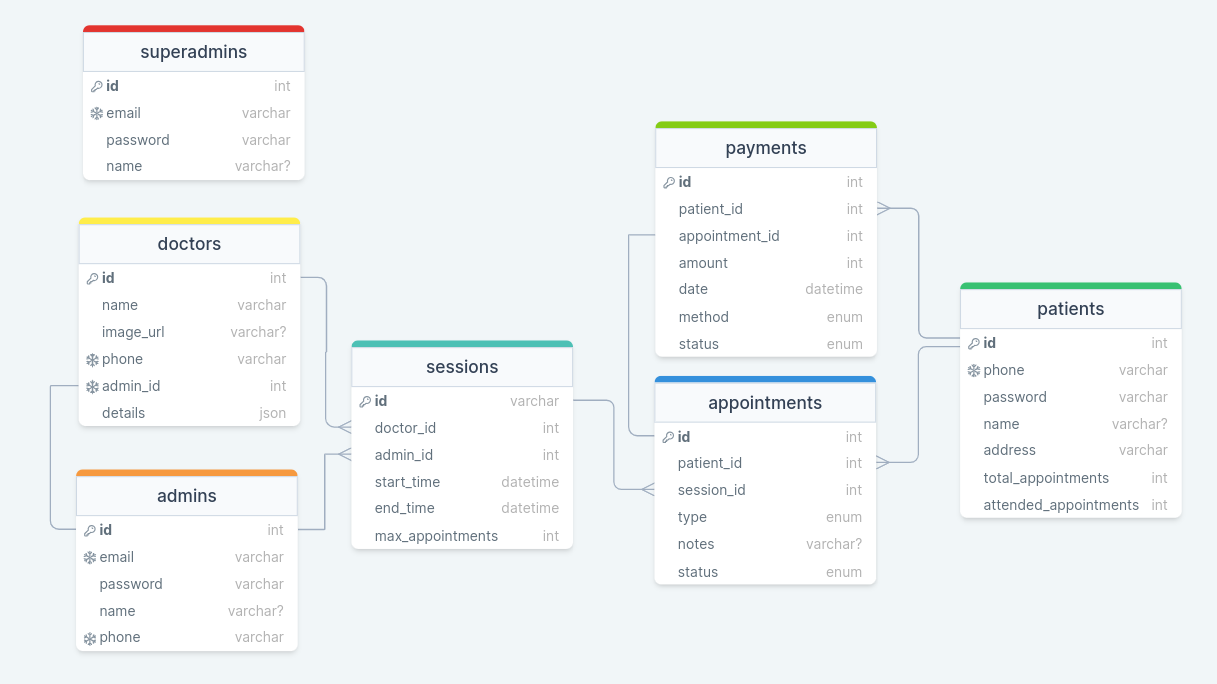 superadmins
id int
email varchar
password varchar
name varchar?
doctors
id int
name varchar
image_url varchar?
phone varchar
admin_id int
details json
admins
id int
email varchar
password varchar
name varchar?
phone varchar
sessions
id varchar
doctor_id int
admin_id int
start_time datetime
end_time datetime
max_appointments int
payments
id int
patient_id int
appointment_id int
amount int
date datetime
method enum
status enum
appointments
id int
patient_id int
session_id int
type enum
notes varchar?
status enum
patients
id int
phone varchar
password varchar
name varchar?
address varchar
total_appointments int
attended_appointments int